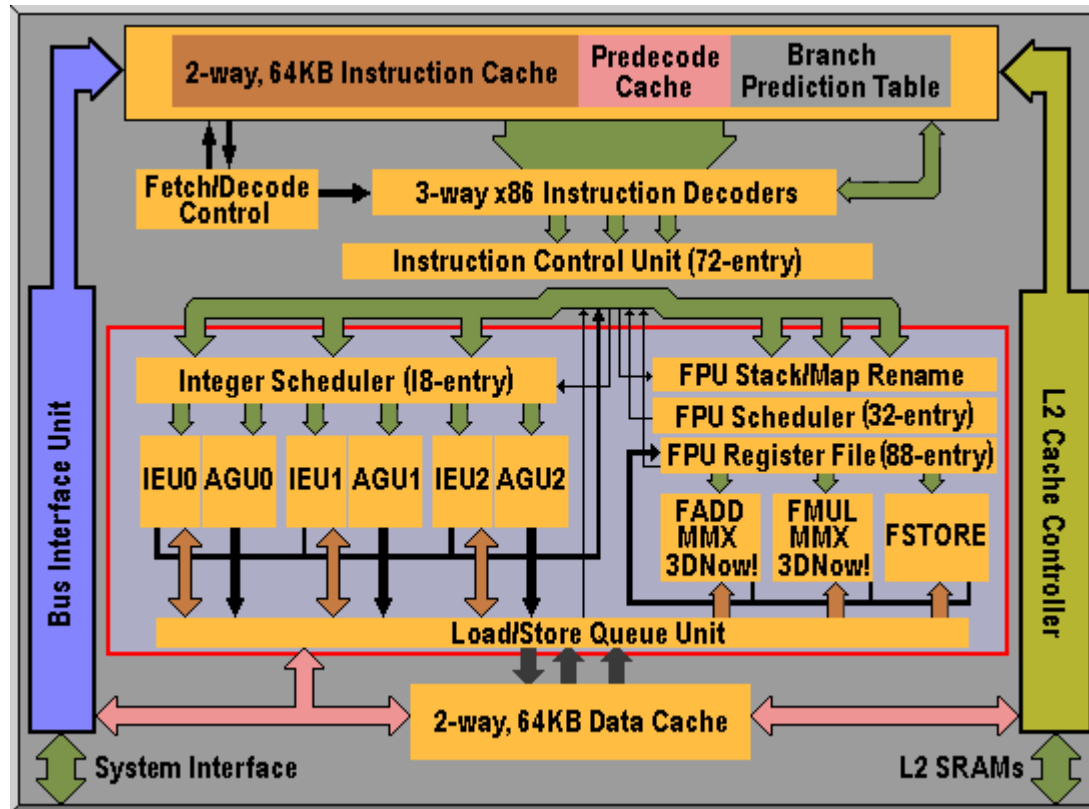 2-way, 64KB Instruction Cache
Predecode
Cache
Branch
Prediction Table
Fetch/Decode
Control
3-way x86 Instruction Decoders
Instruction Control Unit (72-entry)
Bus Interface Unit
L2 Cache Controller
Integer Scheduler (I8-entry)
FPU Stack/Map Rename
FPU Scheduler (32-entry)
FPU Register File (88-entry)
IEU0
AGU0
IEU1
AGU1
IEU2
AGU2
FADD
MMX
3DNow!
FMUL
MMX
3DNow!
FSTORE
Load/Store Queue Unit
2-way, 64KB Data Cache
System Interface
L2 SRAMs